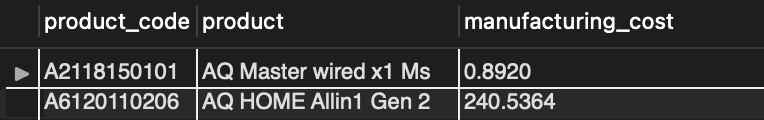 product_code product manufacturing_cost
A2118150101 AQ Master wired x1 Ms 0.8920
A6120110206 AQ HOME Allin1 Gen 2 240.5364